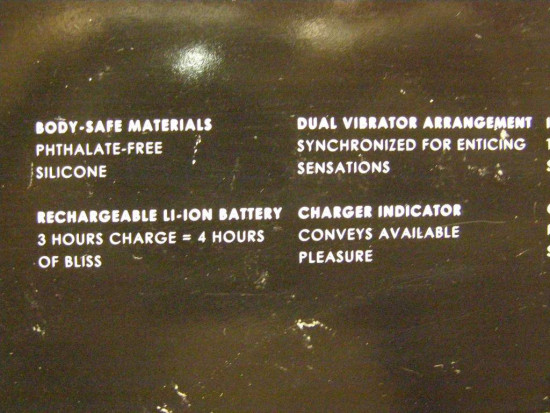 BODY-SAFE MATERIALS
PHTHALATE-FREE
SILICONE
RECHARGEABLE LI-ION BATTERY
3 HOURS CHARGE = 4 HOURS
OF BLISS
DUAL VIBRATOR ARRANGEMENT
SYNCHRONIZED FOR ENTICING
SENSATIONS
CHARGER INDICATOR
CONVEYS AVAILABLE
PLEASURE